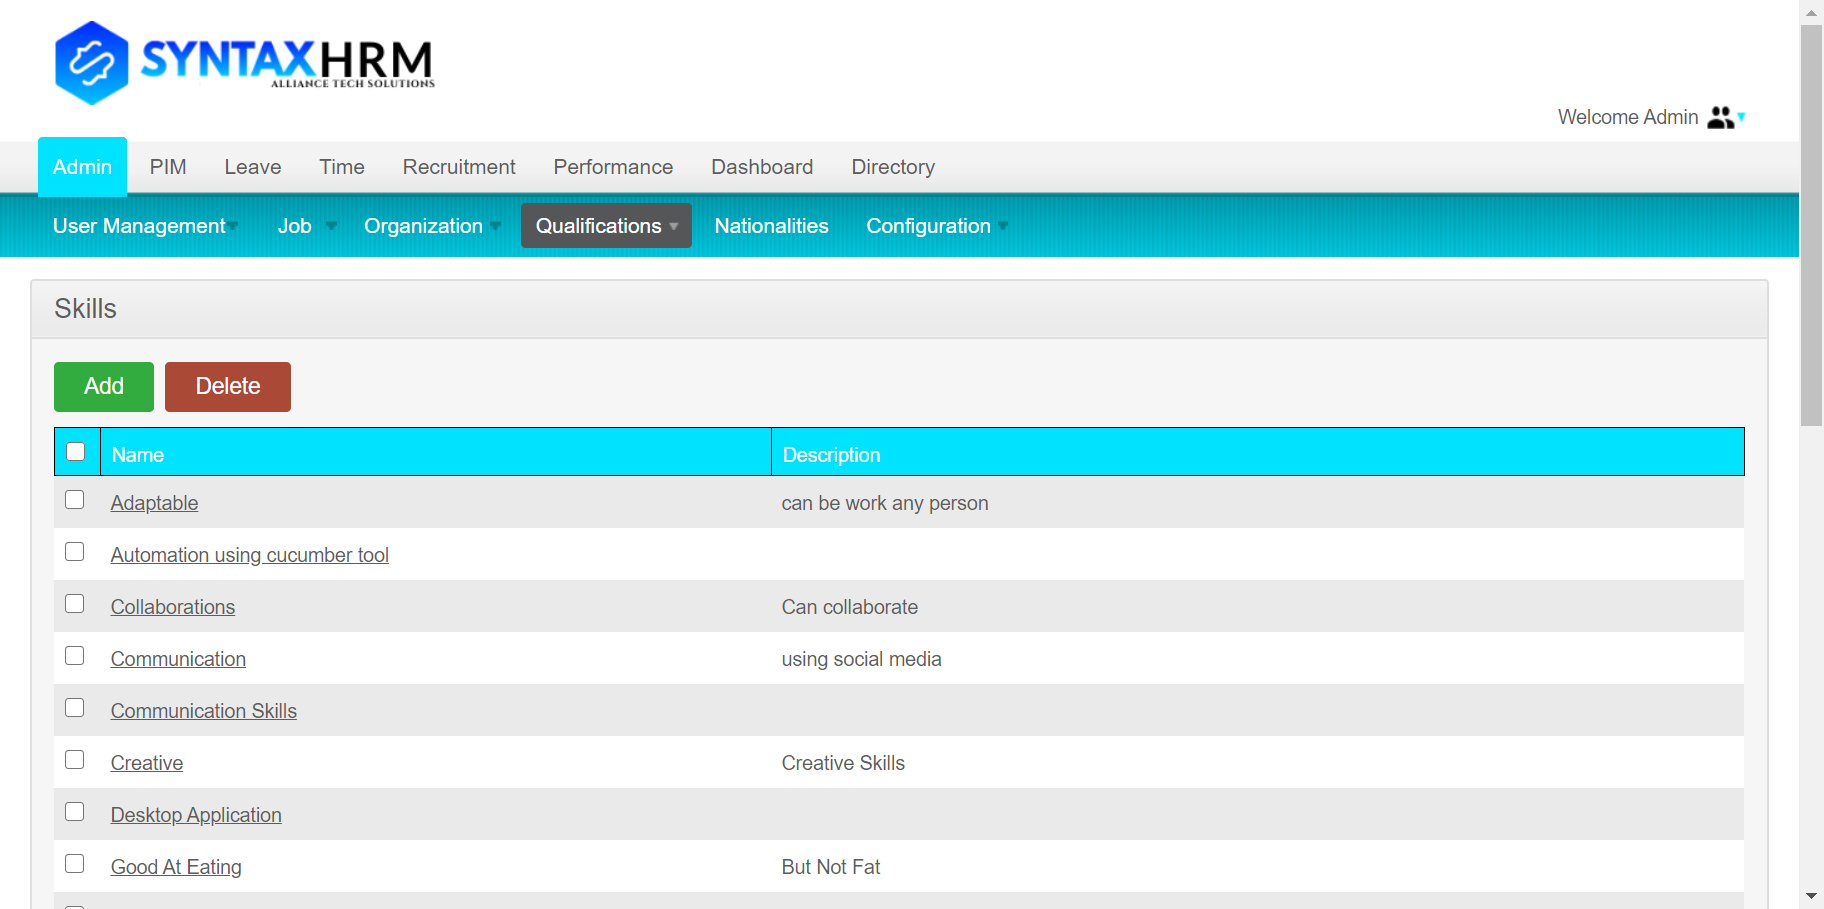 SYNTAXHRM
ALLIANCE TECH SOLUTIONS
Welcome Admin
Admin PIM Leave Time Recruitment Performance Dashboard Directory
User Management Job Organization Qualifications Nationalities Configuration
Skills
Add Delete
Name Description
Adaptable can be work any person
Automation using cucumber tool
Collaborations Can collaborate
Communication using social media
Communication Skills
Creative Creative Skills
Desktop Application
Good At Eating But Not Fat